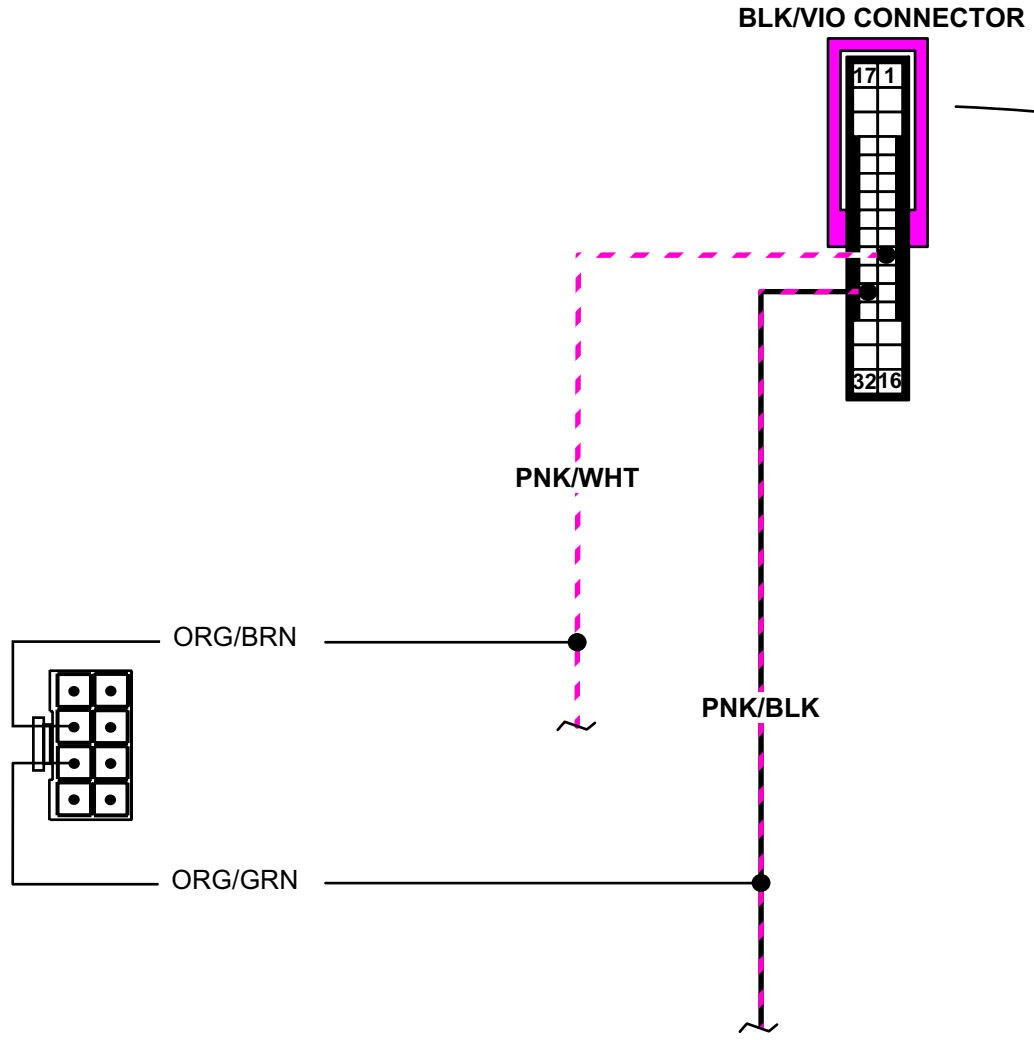 BLK/VIO CONNECTOR
17 1
32 16
PNK/WHT
ORG/BRN
PNK/BLK
ORG/GRN